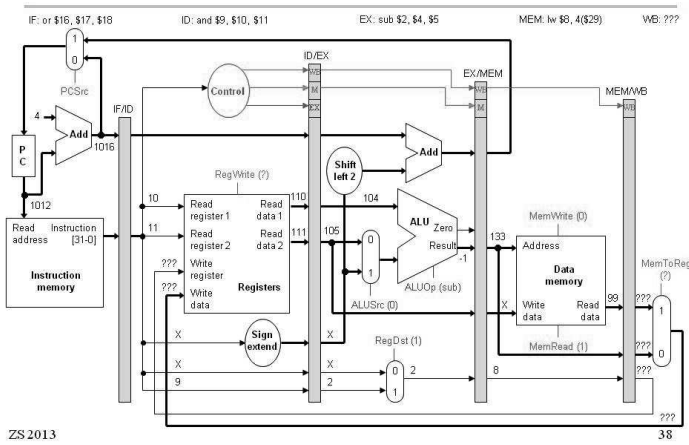 IF: or $16, $17, $18 ID: and $9, $10, $11 EX: sub $2, $4, $5 MEM: lw $8, 4($29) WB: ???
1
0
PCSrc
4
Add
P
C
1016
1012
IF/ID
Read
address
Instruction
[31-0]
Instruction
memory
Control
ID/EX
WB
M
EX
RegWrite (?)
10
11
???
???
Read
register 1
Read
data 1
Read
register 2
Read
data 2
Write
register
Write
data
Registers
110
111
X
Sign
extend
X
X
X
9
2
Shift
left 2
Add
104
105
0
1
ALUSrc (0)
ALU
Zero
Result
-1
ALUOp (sub)
RegDst (1)
0
1
2
EX/MEM
WB
M
133
X
8
MemWrite (0)
Address
Data
memory
Write
data
Read
data
MemRead (1)
99
MEM/WB
WB
MemToReg
(?)
???
1
???
0
???
???
ZS 2013
38